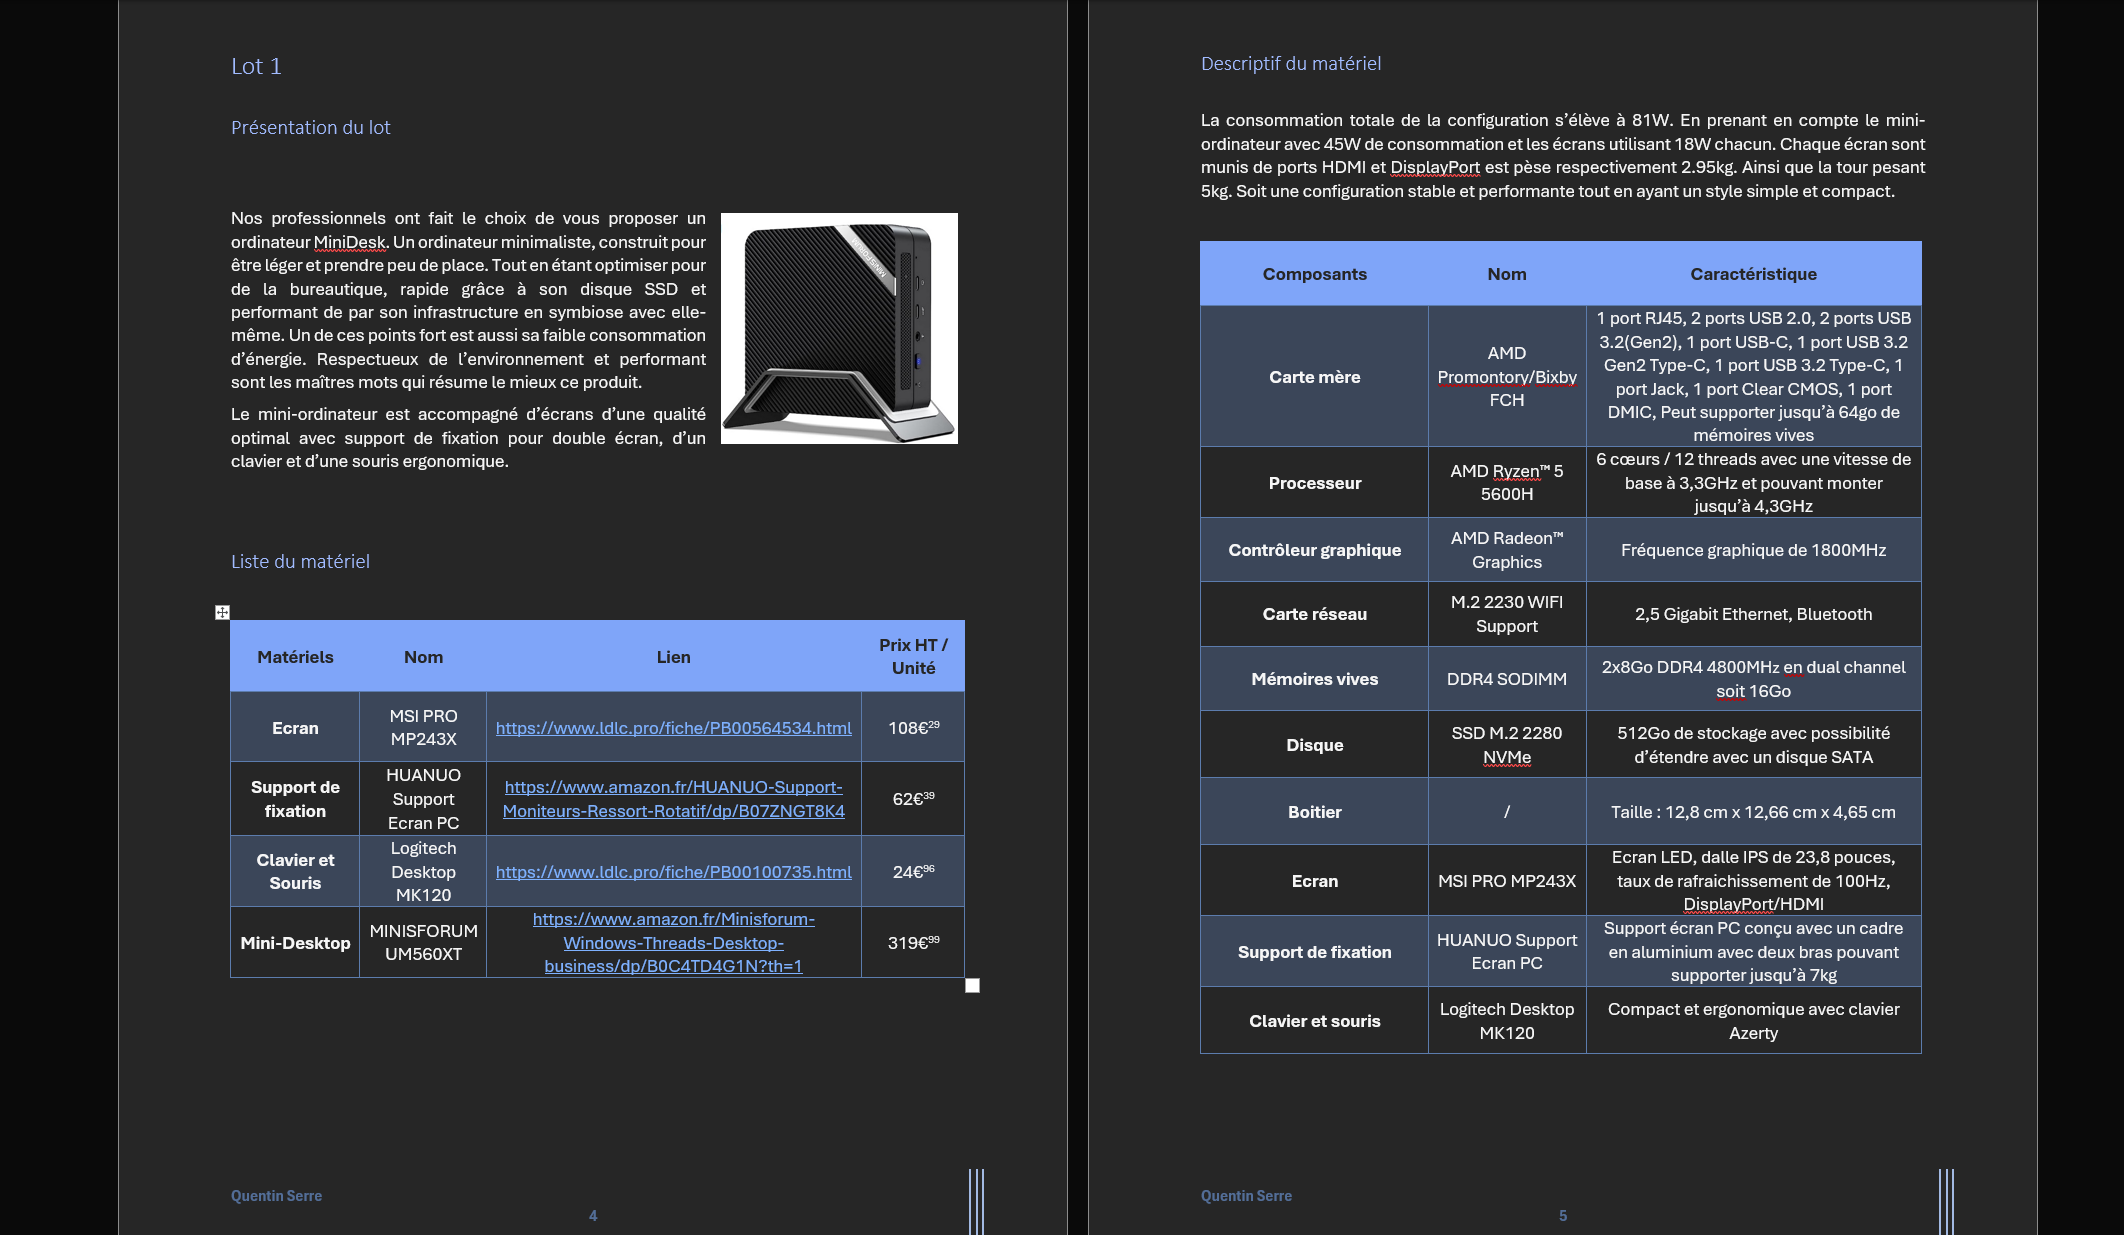 Lot 1
Présentation du lot
Nos professionnels ont fait le choix de vous proposer un
ordinateur MiniDesk. Un ordinateur minimaliste, construit pour
être léger et prendre peu de place. Tout en étant optimiser pour
de la bureautique, rapide grâce à son disque SSD et
performant de par son infrastructure en symbiose avec elle-
même. Un de ces points fort est aussi sa faible consommation
d’énergie. Respectueux de l’environnement et performant
sont les maîtres mots qui résume le mieux ce produit.
Le mini-ordinateur est accompagné d’écrans d’une qualité
optimal avec support de fixation pour double écran, d’un
clavier et d’une souris ergonomique.
MINISFORUM
Liste du matériel
Matériels
Nom
Lien
Prix HT /
Unité
Ecran
MSI PRO
MP243X
https://www.ldlc.pro/fiche/PB00564534.html
108€29
Support de
fixation
HUANUO
Support
Ecran PC
https://www.amazon.fr/HUANUO-Support-
Moniteurs-Ressort-Rotatif/dp/B07ZNGT8K4
62€39
Clavier et
Souris
Logitech
Desktop
MK120
https://www.ldlc.pro/fiche/PB00100735.html
24€96
Mini-Desktop
MINISFORUM
UM560XT
https://www.amazon.fr/Minisforum-
Windows-Threads-Desktop-
business/dp/B0C4TD4G1N?th=1
319€99
Quentin Serre
4
Descriptif du matériel
La consommation totale de la configuration s’élève à 81W. En prenant en compte le mini-
ordinateur avec 45W de consommation et les écrans utilisant 18W chacun. Chaque écran sont
munis de ports HDMI et DisplayPort est pèse respectivement 2.95kg. Ainsi que la tour pesant
5kg. Soit une configuration stable et performante tout en ayant un style simple et compact.
Composants
Nom
Caractéristique
Carte mère
AMD
Promontory/Bixby
FCH
1 port RJ45, 2 ports USB 2.0, 2 ports USB
3.2(Gen2), 1 port USB-C, 1 port USB 3.2
Gen2 Type-C, 1 port USB 3.2 Type-C, 1
port Jack, 1 port Clear CMOS, 1 port
DMIC, Peut supporter jusqu’à 64go de
mémoires vives
Processeur
AMD Ryzen™ 5
5600H
6 cœurs / 12 threads avec une vitesse de
base à 3,3GHz et pouvant monter
jusqu’à 4,3GHz
Contrôleur graphique
AMD Radeon™
Graphics
Fréquence graphique de 1800MHz
Carte réseau
M.2 2230 WIFI
Support
2,5 Gigabit Ethernet, Bluetooth
Mémoires vives
DDR4 SODIMM
2x8Go DDR4 4800MHz en dual channel
soit 16Go
Disque
SSD M.2 2280
NVMe
512Go de stockage avec possibilité
d’étendre avec un disque SATA
Boitier
/
Taille : 12,8 cm x 12,66 cm x 4,65 cm
Ecran
MSI PRO MP243X
Ecran LED, dalle IPS de 23,8 pouces,
taux de rafraichissement de 100Hz,
DisplayPort/HDMI
Support de fixation
HUANUO Support
Ecran PC
Support écran PC conçu avec un cadre
en aluminium avec deux bras pouvant
supporter jusqu’à 7kg
Clavier et souris
Logitech Desktop
MK120
Compact et ergonomique avec clavier
Azerty
Quentin Serre
5